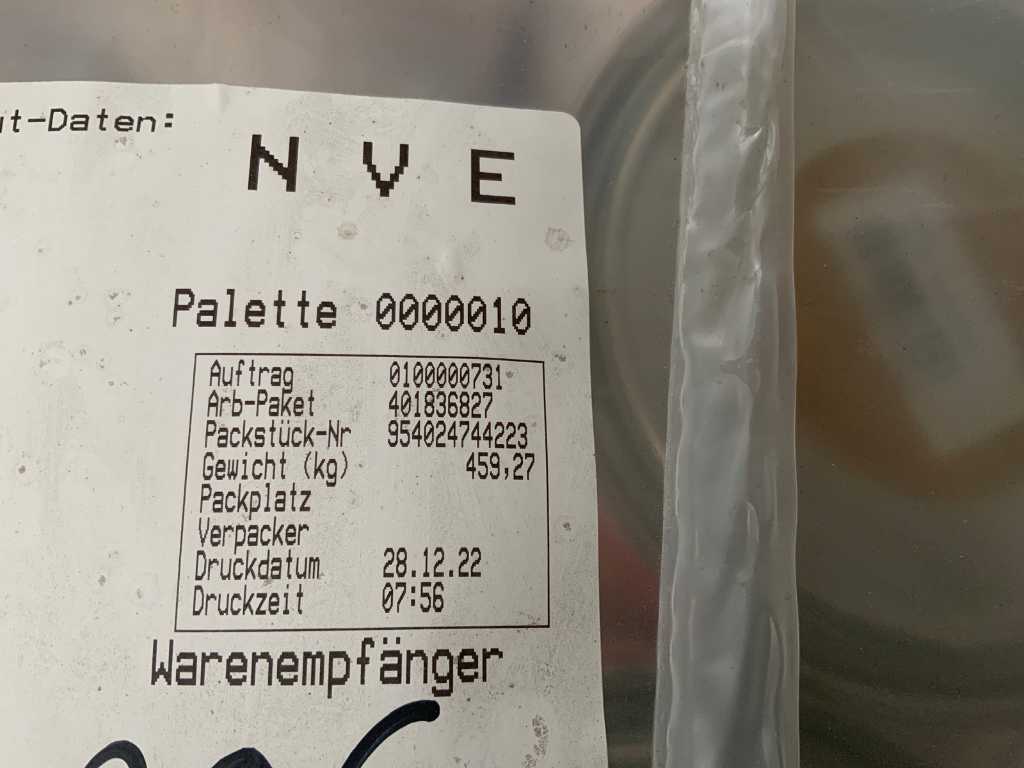 ut-Daten:
N V E
Palette 0000010
Auftrag 0100000731
Arb-Paket 401836827
Packstück-Nr 954024744223
Gewicht (kg) 459,27
Packplatz
Verpacker
Druckdatum 28.12.22
Druckzeit 07:56
Warenempfänger